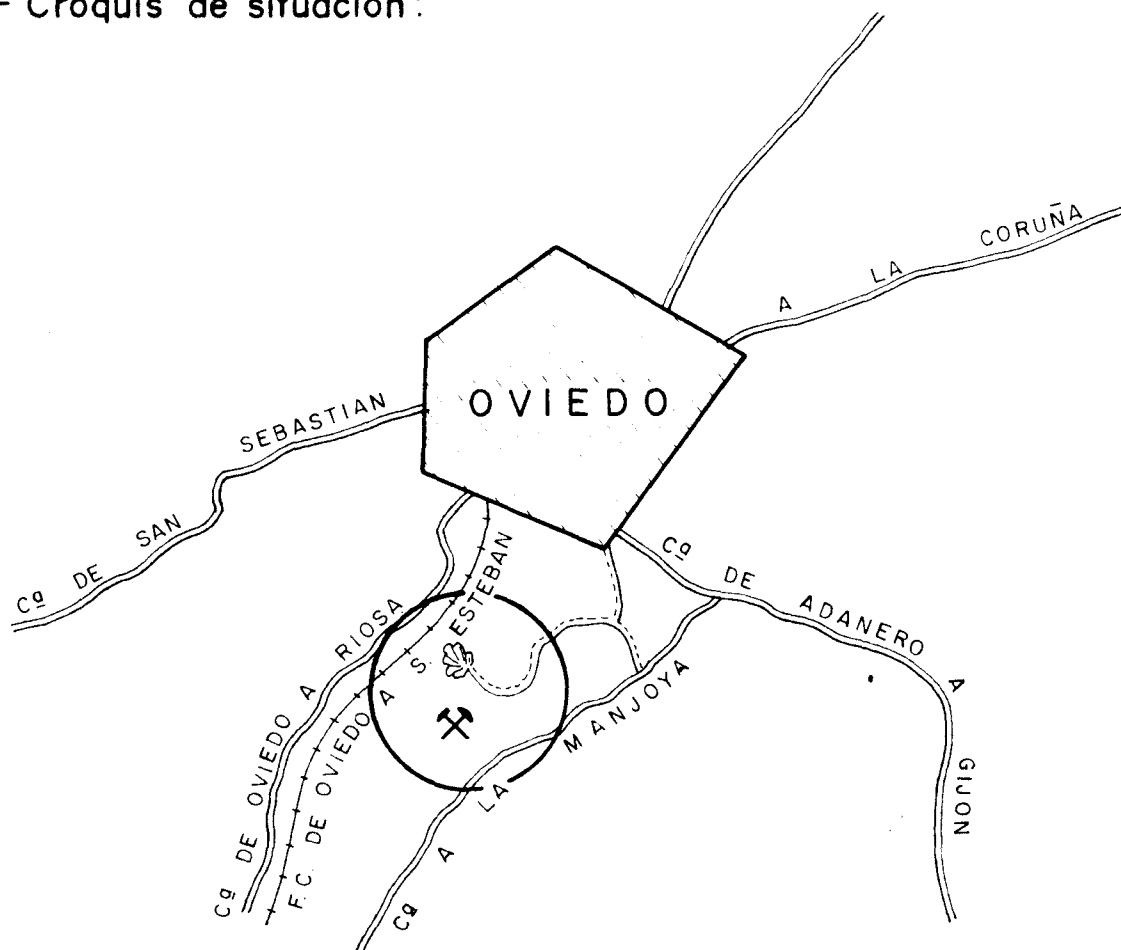 - Croquis de situación :
A LA CORUÑA
OVIEDO
Cª DE SAN SEBASTIAN
Cª DE ADANERO A GIJON
Cª DE OVIEDO A RIOSA
F.C. DE OVIEDO A S. ESTEBAN
Cª A LA MANJOYA